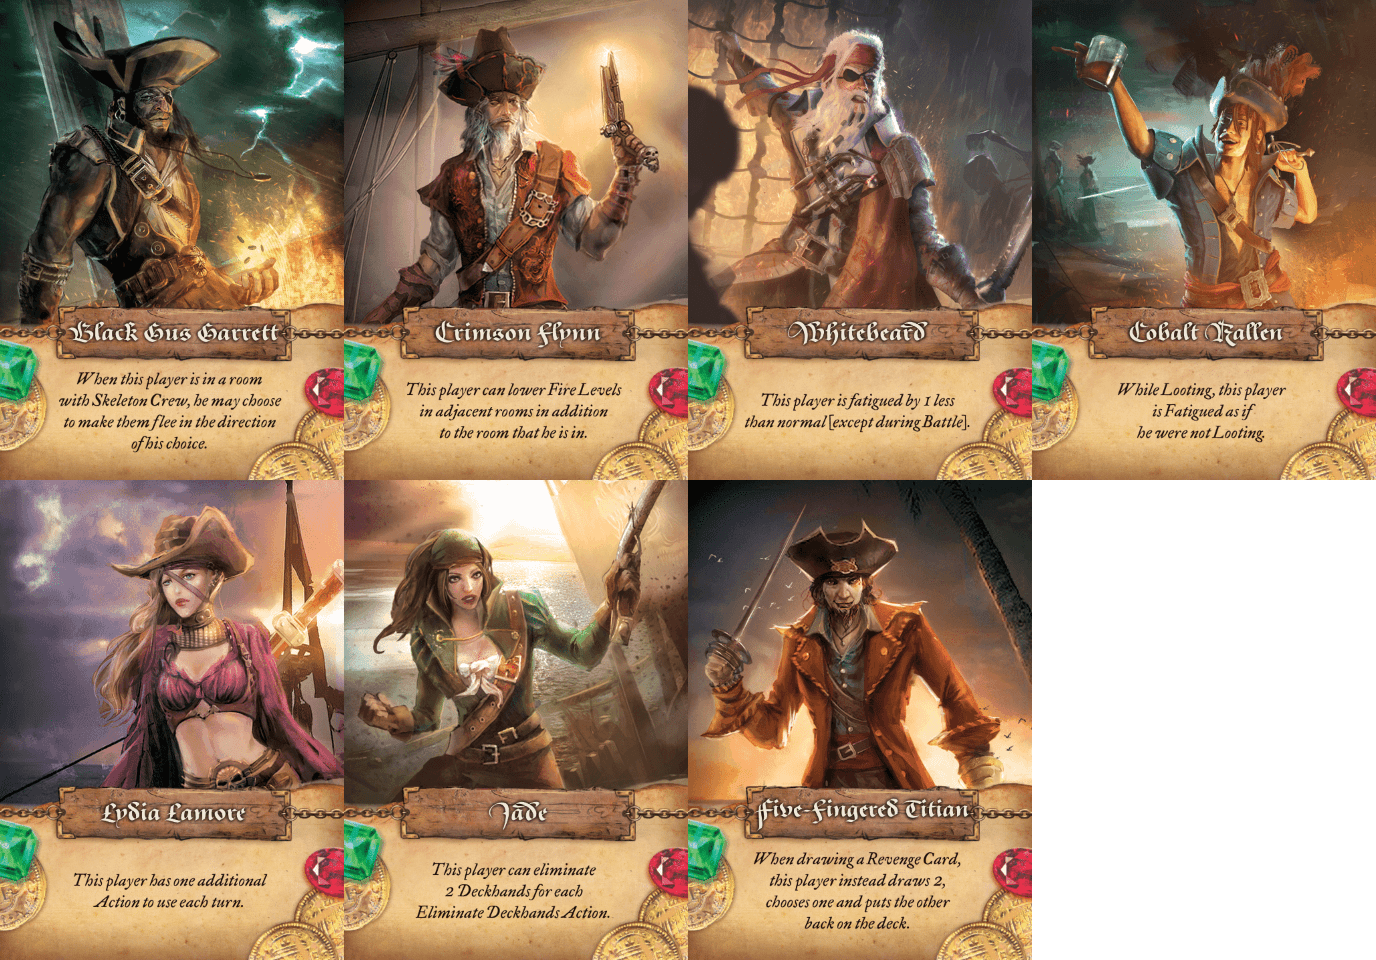 Black Gus Garrett
When this player is in a room
with Skeleton Crew, he may choose
to make them flee in the direction
of his choice.
Crimson Flynn
This player can lower Fire Levels
in adjacent rooms in addition
to the room that he is in.
Whitebeard
This player is fatigued by 1 less
than normal [except during Battle].
Cobalt Kallen
While Looting, this player
is Fatigued as if
he were not Looting.
Lydia Lamore
This player has one additional
Action to use each turn.
Jade
This player can eliminate
2 Deckhands for each
Eliminate Deckhands Action.
Five-Fingered Titian
When drawing a Revenge Card,
this player instead draws 2,
chooses one and puts the other
back on the deck.